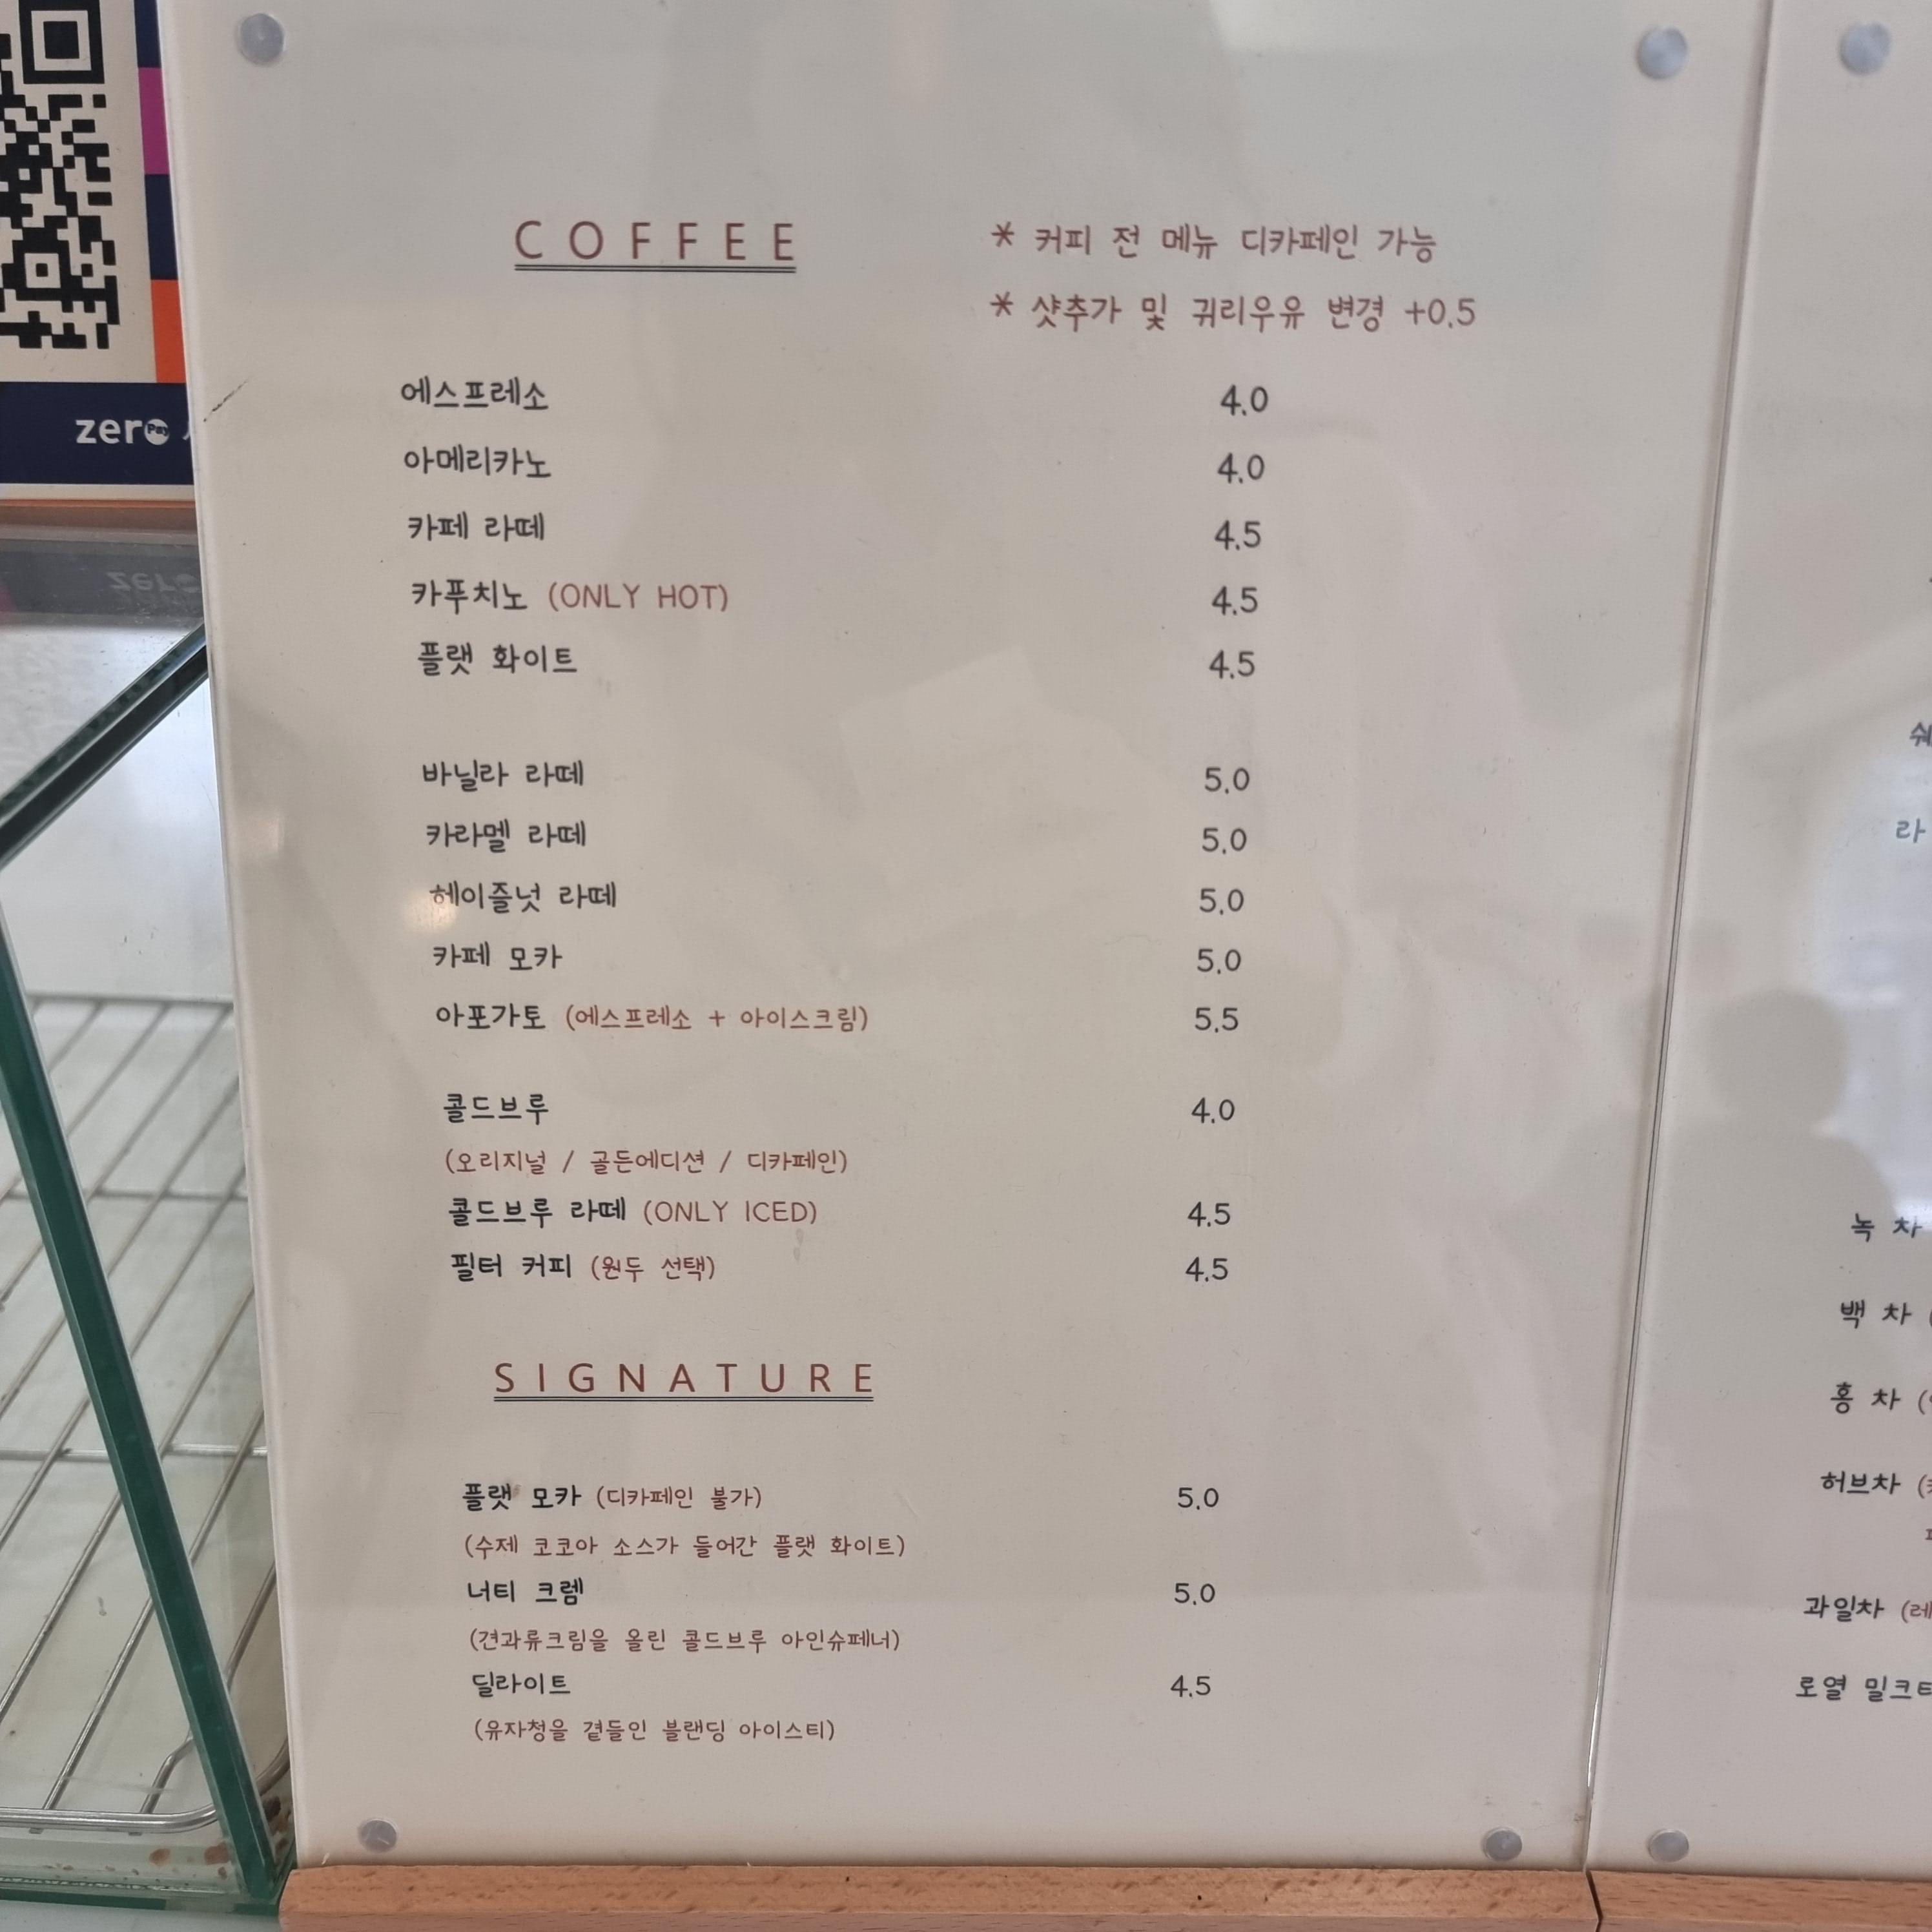 zero Pay
COFFEE
* 커피 전 메뉴 디카페인 가능
* 샷추가 및 귀리우유 변경 +0.5
에스프레소 4.0
아메리카노 4.0
카페 라떼 4.5
카푸치노 (ONLY HOT) 4.5
플랫 화이트 4.5
바닐라 라떼 5.0
카라멜 라떼 5.0
헤이즐넛 라떼 5.0
카페 모카 5.0
아포가토 (에스프레소 + 아이스크림) 5.5
콜드브루 4.0
(오리지널 / 골든에디션 / 디카페인)
콜드브루 라떼 (ONLY ICED) 4.5
필터 커피 (원두 선택) 4.5
SIGNATURE
플랫 모카 (디카페인 불가) 5.0
(수제 코코아 소스가 들어간 플랫 화이트)
너티 크렘 5.0
(견과류크림을 올린 콜드브루 아인슈페너)
딜라이트 4.5
(유자청을 곁들인 블랜딩 아이스티)
라
녹 차
백 차
홍 차
허브차
과일차
로열 밀크티